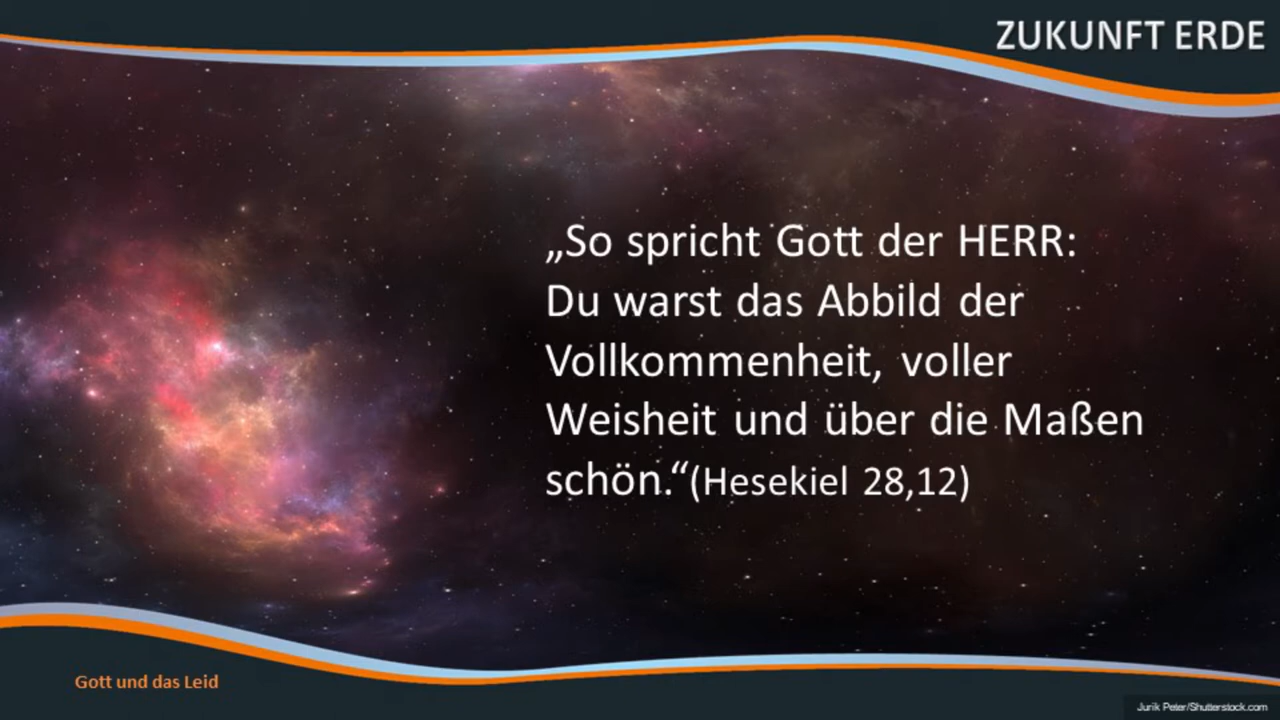 ZUKUNFT ERDE
„So spricht Gott der HERR:
Du warst das Abbild der
Vollkommenheit, voller
Weisheit und über die Maßen
schön.“(Hesekiel 28,12)
Gott und das Leid
Jurik Peter/Shutterstock.com